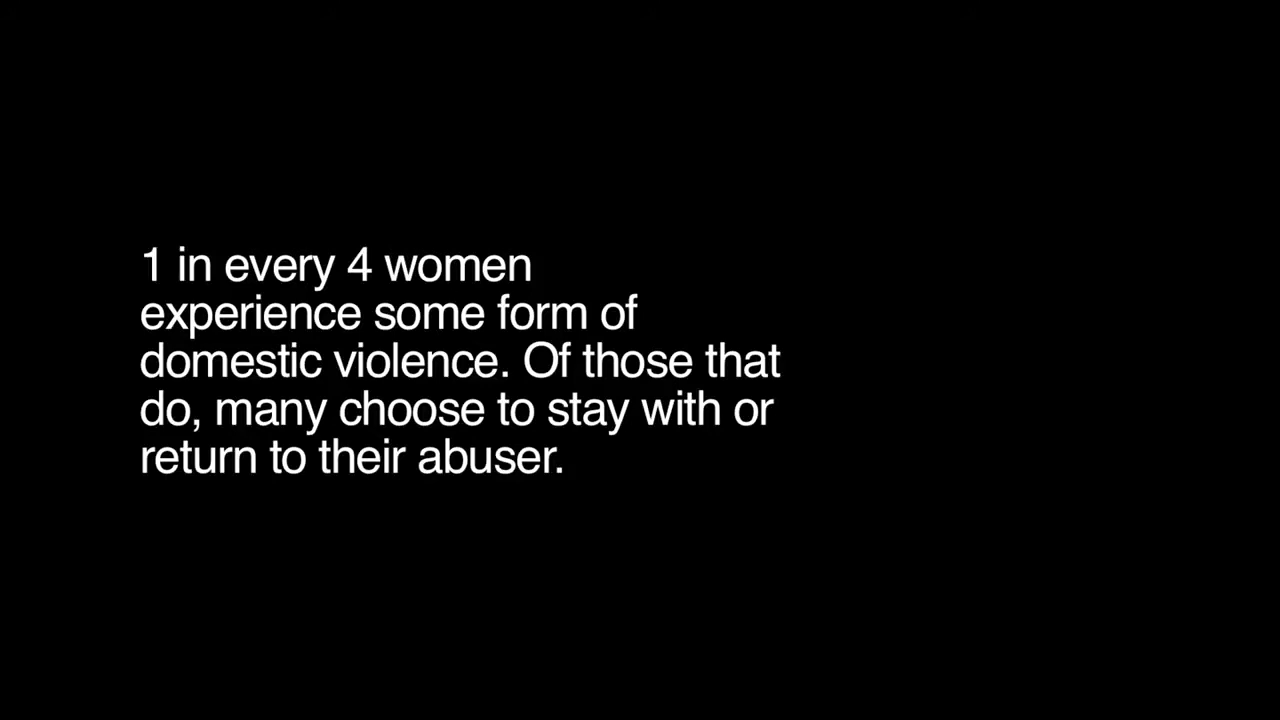 1 in every 4 women
experience some form of
domestic violence. Of those that
do, many choose to stay with or
return to their abuser.